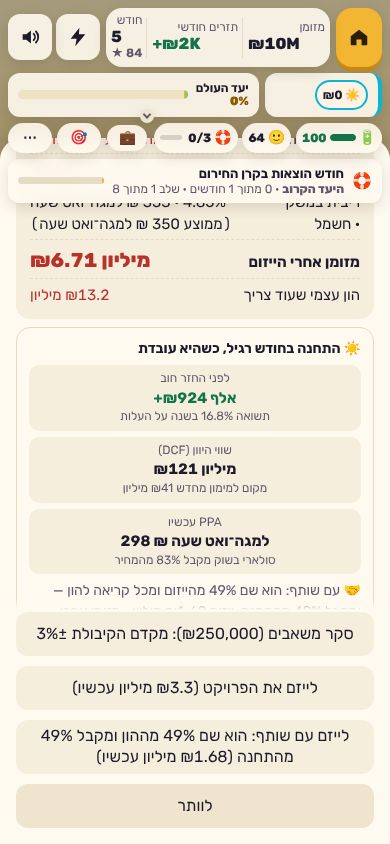 חודש
5
★ 84
תזרים חודשי
+₪2K
מזומן
₪10M
☀️ ₪0
יעד העולם
0%
🔋 100
🙂 64
🛟 0/3
💼
🎯
...
🛟 חודש הוצאות בקרן החירום
היעד הקרוב · 0 מתוך 1 חודשים · שלב 1 מתוך 8
• חשמל (ממוצע 350 ₪ למגה־ואט שעה)
מזומן אחרי הייזום ₪6.71 מיליון
הון עצמי שעוד צריך ₪13.2 מיליון
☀️ התחנה בחודש רגיל, כשהיא עובדת
לפני החזר חוב
+₪924 אלף
תשואה 16.8% בשנה על העלות
שווי היוון (DCF)
₪121 מיליון
מקום למימון מחדש ₪41 מיליון
PPA עכשיו
298 ₪ למגה־ואט שעה
סולארי בשוק מקבל 83% מהמחיר
🤝 עם שותף: הוא שם 49% מהייזום ומכל קריאה להון —
סקר משאבים (₪250,000): מקדם הקיבולת ±3%
לייזם את הפרויקט (₪3.3 מיליון עכשיו)
לייזם עם שותף: הוא שם 49% מההון ומקבל 49%
מהתחנה (₪1.68 מיליון עכשיו)
לוותר